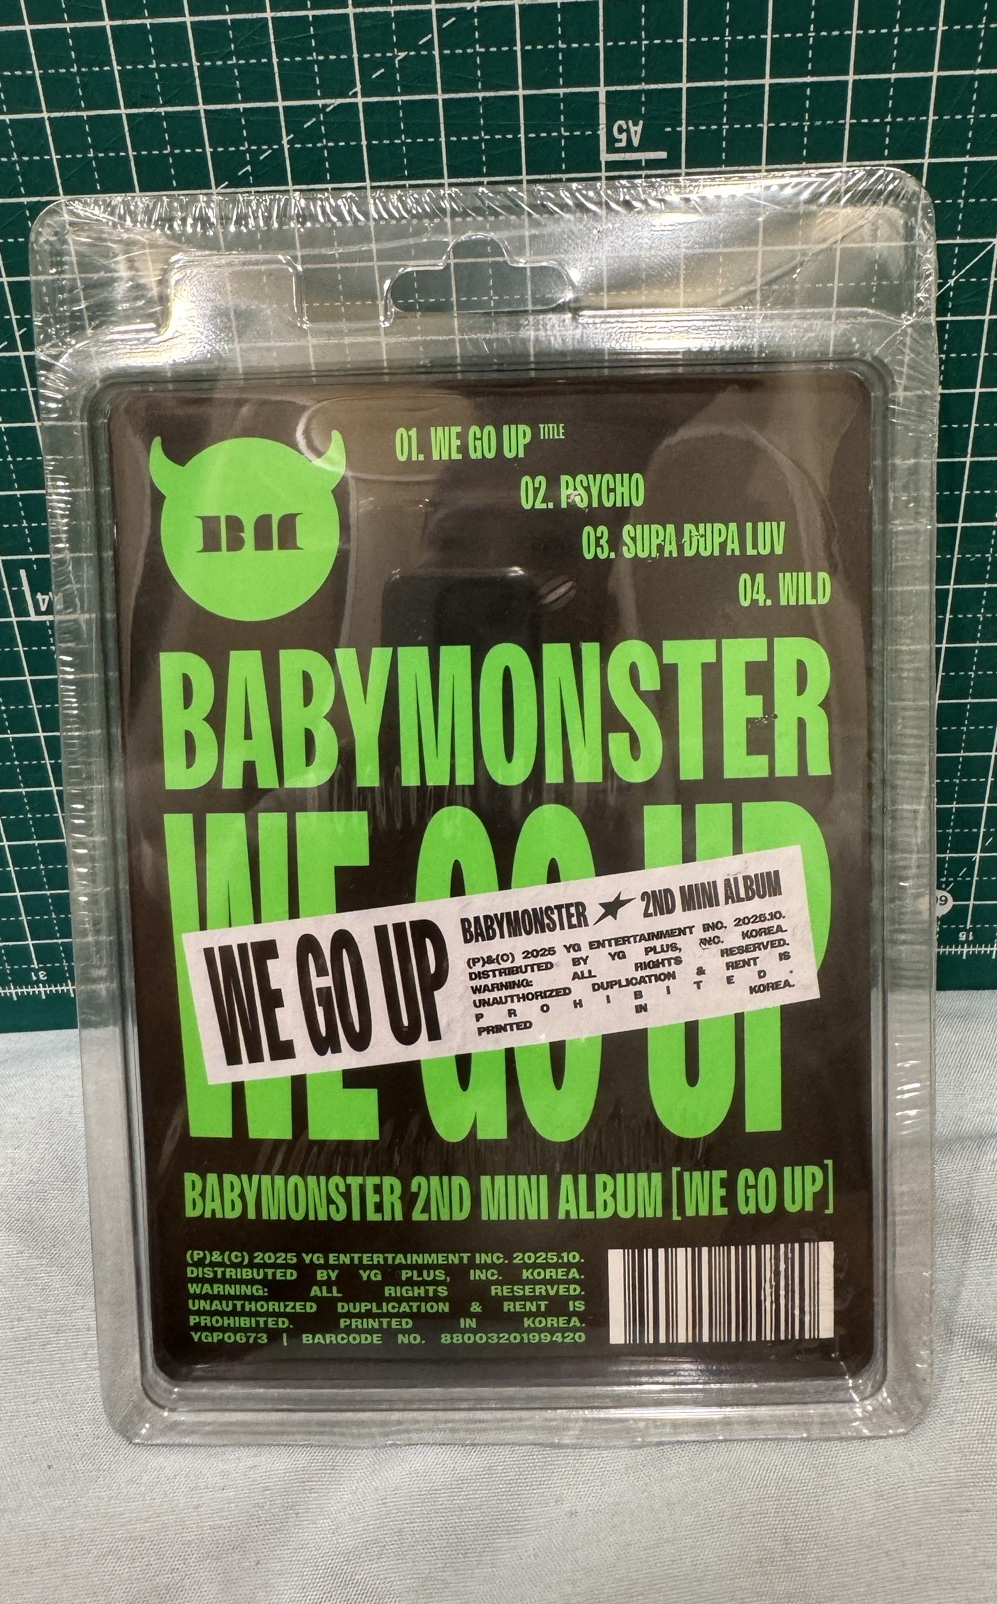 A5
01. WE GO UP TITLE
02. PSYCHO
BM
03. SUPA DUPA LUV
04. WILD
A4
BABYMONSTER
WE GO UP
WE GO UP
BABYMONSTER ★ 2ND MINI ALBUM
(P)&(C) 2025 YG ENTERTAINMENT INC, 2025.10.
DISTRIBUTED BY YG PLUS, INC. KOREA.
WARNING: ALL RIGHTS RESERVED.
UNAUTHORIZED DUPLICATION & RENT IS
P R O H I B I T E D .
PRINTED IN KOREA.
31
15
BABYMONSTER 2ND MINI ALBUM [WE GO UP]
(P)&(C) 2025 YG ENTERTAINMENT INC. 2025.10.
DISTRIBUTED BY YG PLUS, INC. KOREA.
WARNING: ALL RIGHTS RESERVED.
UNAUTHORIZED DUPLICATION & RENT IS
PROHIBITED. PRINTED IN KOREA.
YGP0673 | BARCODE NO. 8800320199420